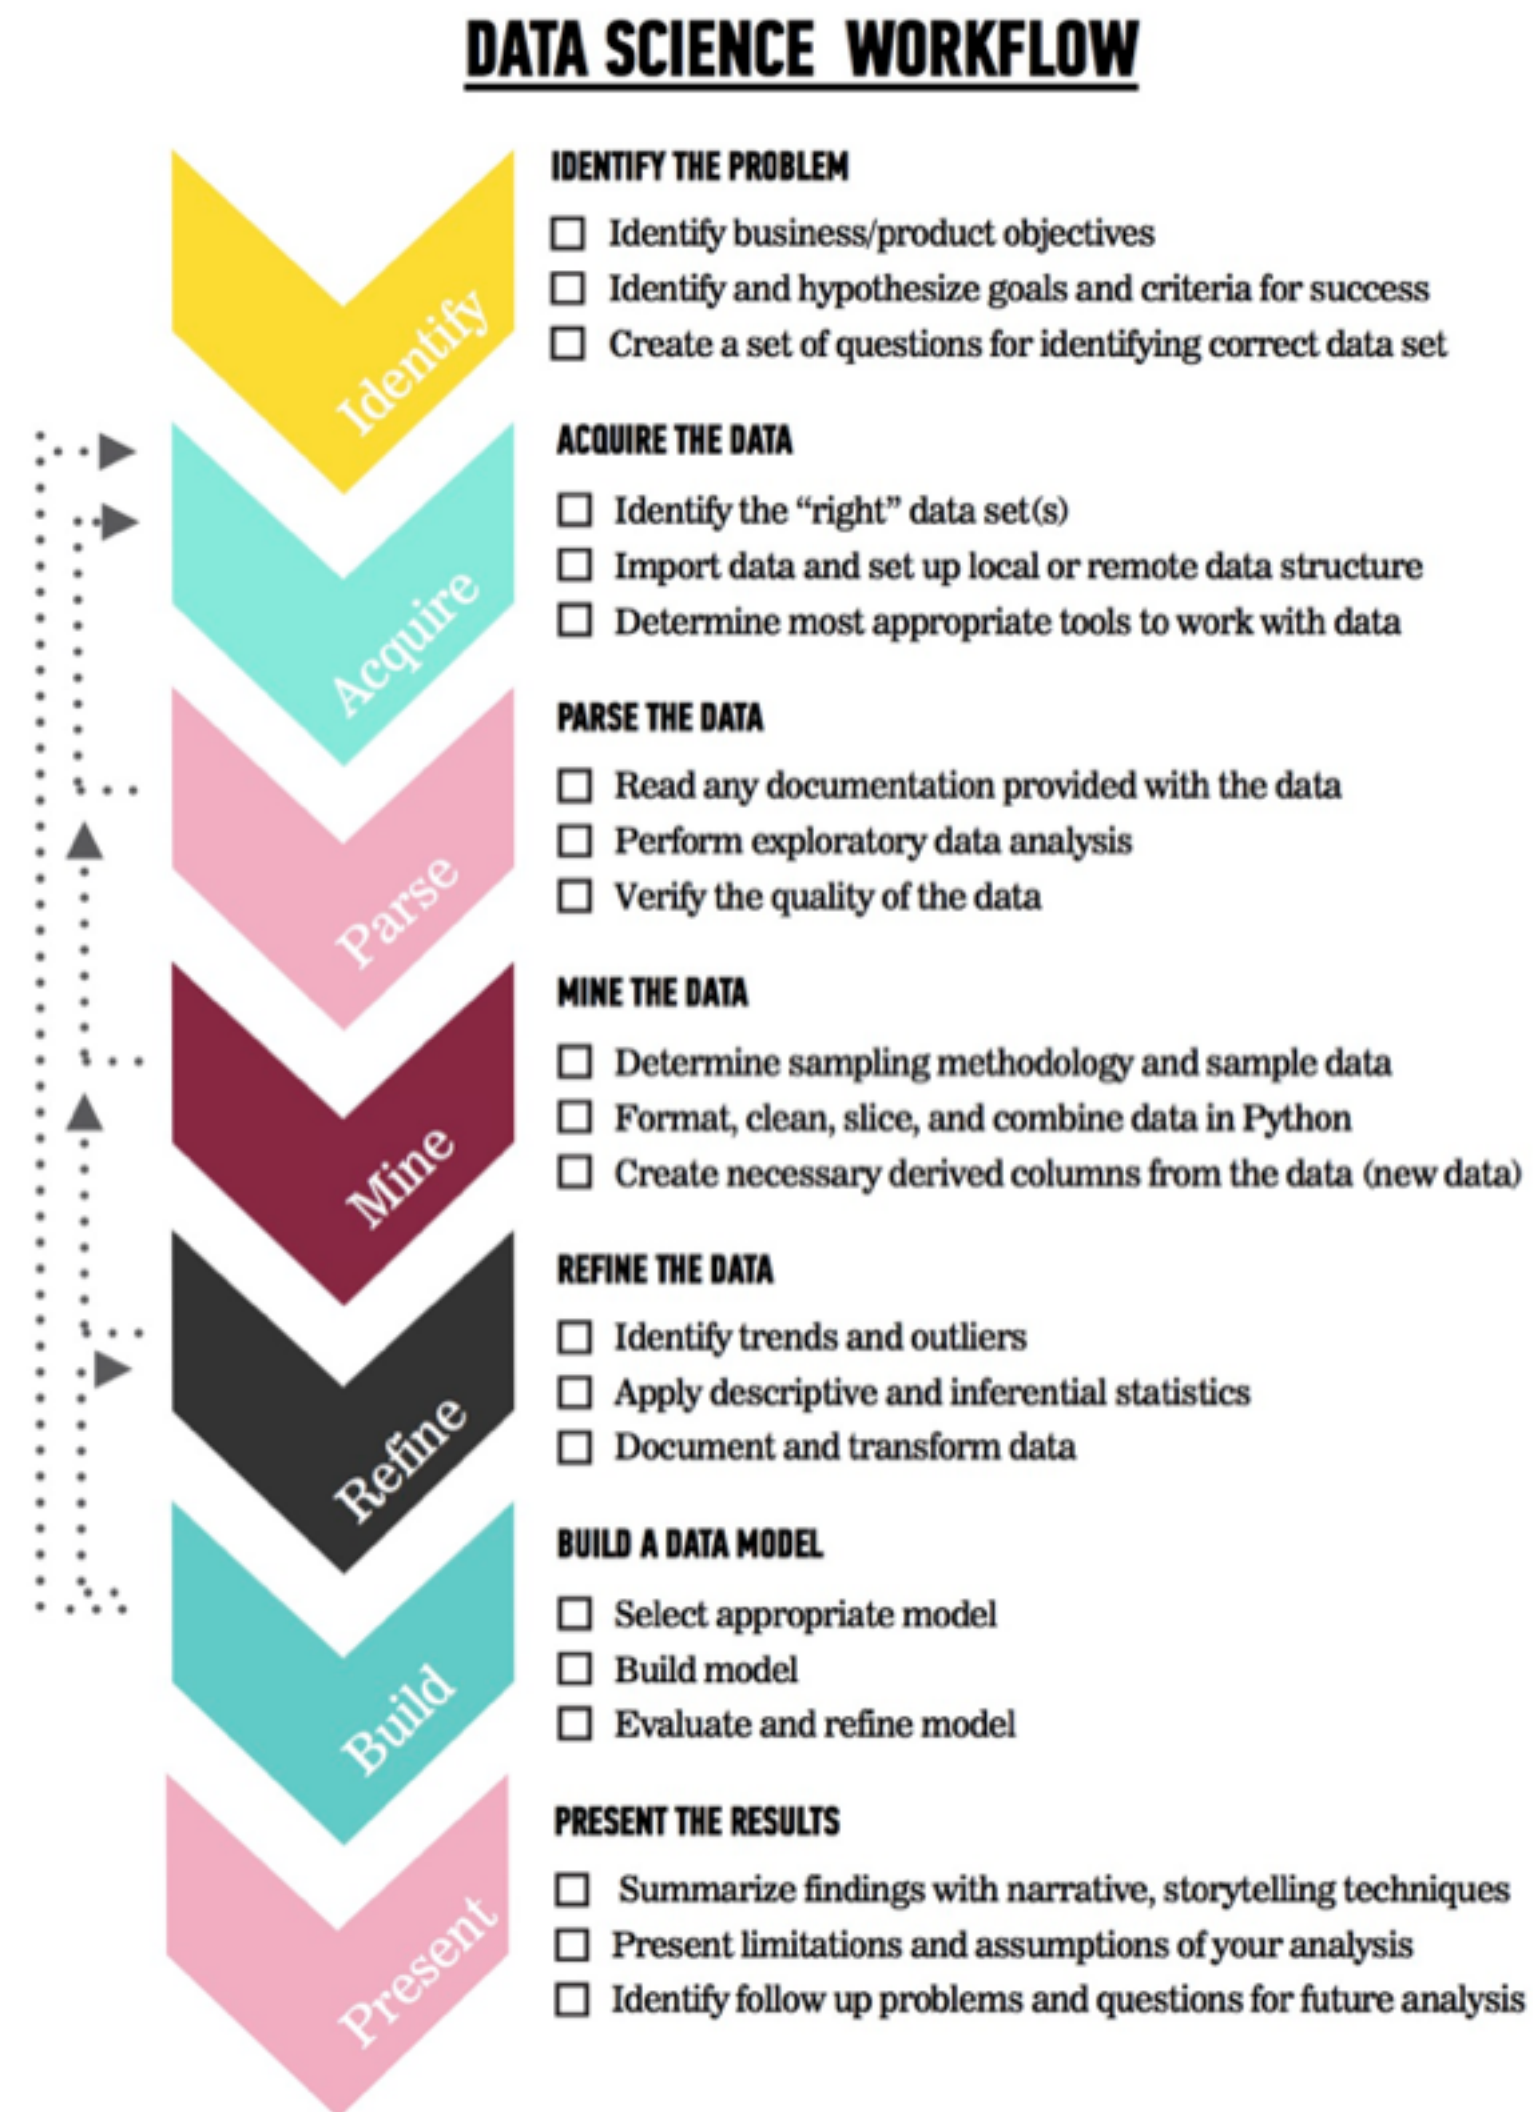 DATA SCIENCE WORKFLOW
Identify
IDENTIFY THE PROBLEM
Identify business/product objectives
Identify and hypothesize goals and criteria for success
Create a set of questions for identifying correct data set
Acquire
ACQUIRE THE DATA
Identify the “right” data set(s)
Import data and set up local or remote data structure
Determine most appropriate tools to work with data
Parse
PARSE THE DATA
Read any documentation provided with the data
Perform exploratory data analysis
Verify the quality of the data
Mine
MINE THE DATA
Determine sampling methodology and sample data
Format, clean, slice, and combine data in Python
Create necessary derived columns from the data (new data)
Refine
REFINE THE DATA
Identify trends and outliers
Apply descriptive and inferential statistics
Document and transform data
Build
BUILD A DATA MODEL
Select appropriate model
Build model
Evaluate and refine model
Present
PRESENT THE RESULTS
Summarize findings with narrative, storytelling techniques
Present limitations and assumptions of your analysis
Identify follow up problems and questions for future analysis